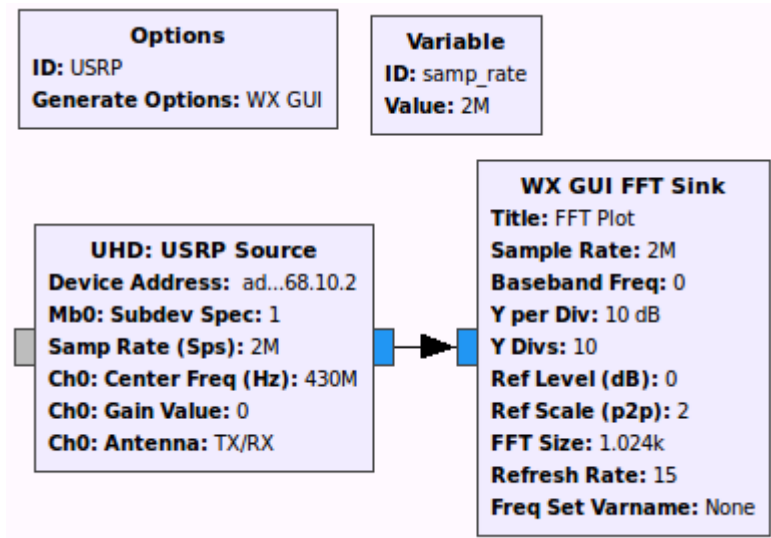 Options
ID: USRP
Generate Options: WX GUI
Variable
ID: samp_rate
Value: 2M
UHD: USRP Source
Device Address: ad...68.10.2
Mb0: Subdev Spec: 1
Samp Rate (Sps): 2M
Ch0: Center Freq (Hz): 430M
Ch0: Gain Value: 0
Ch0: Antenna: TX/RX
WX GUI FFT Sink
Title: FFT Plot
Sample Rate: 2M
Baseband Freq: 0
Y per Div: 10 dB
Y Divs: 10
Ref Level (dB): 0
Ref Scale (p2p): 2
FFT Size: 1.024k
Refresh Rate: 15
Freq Set Varname: None